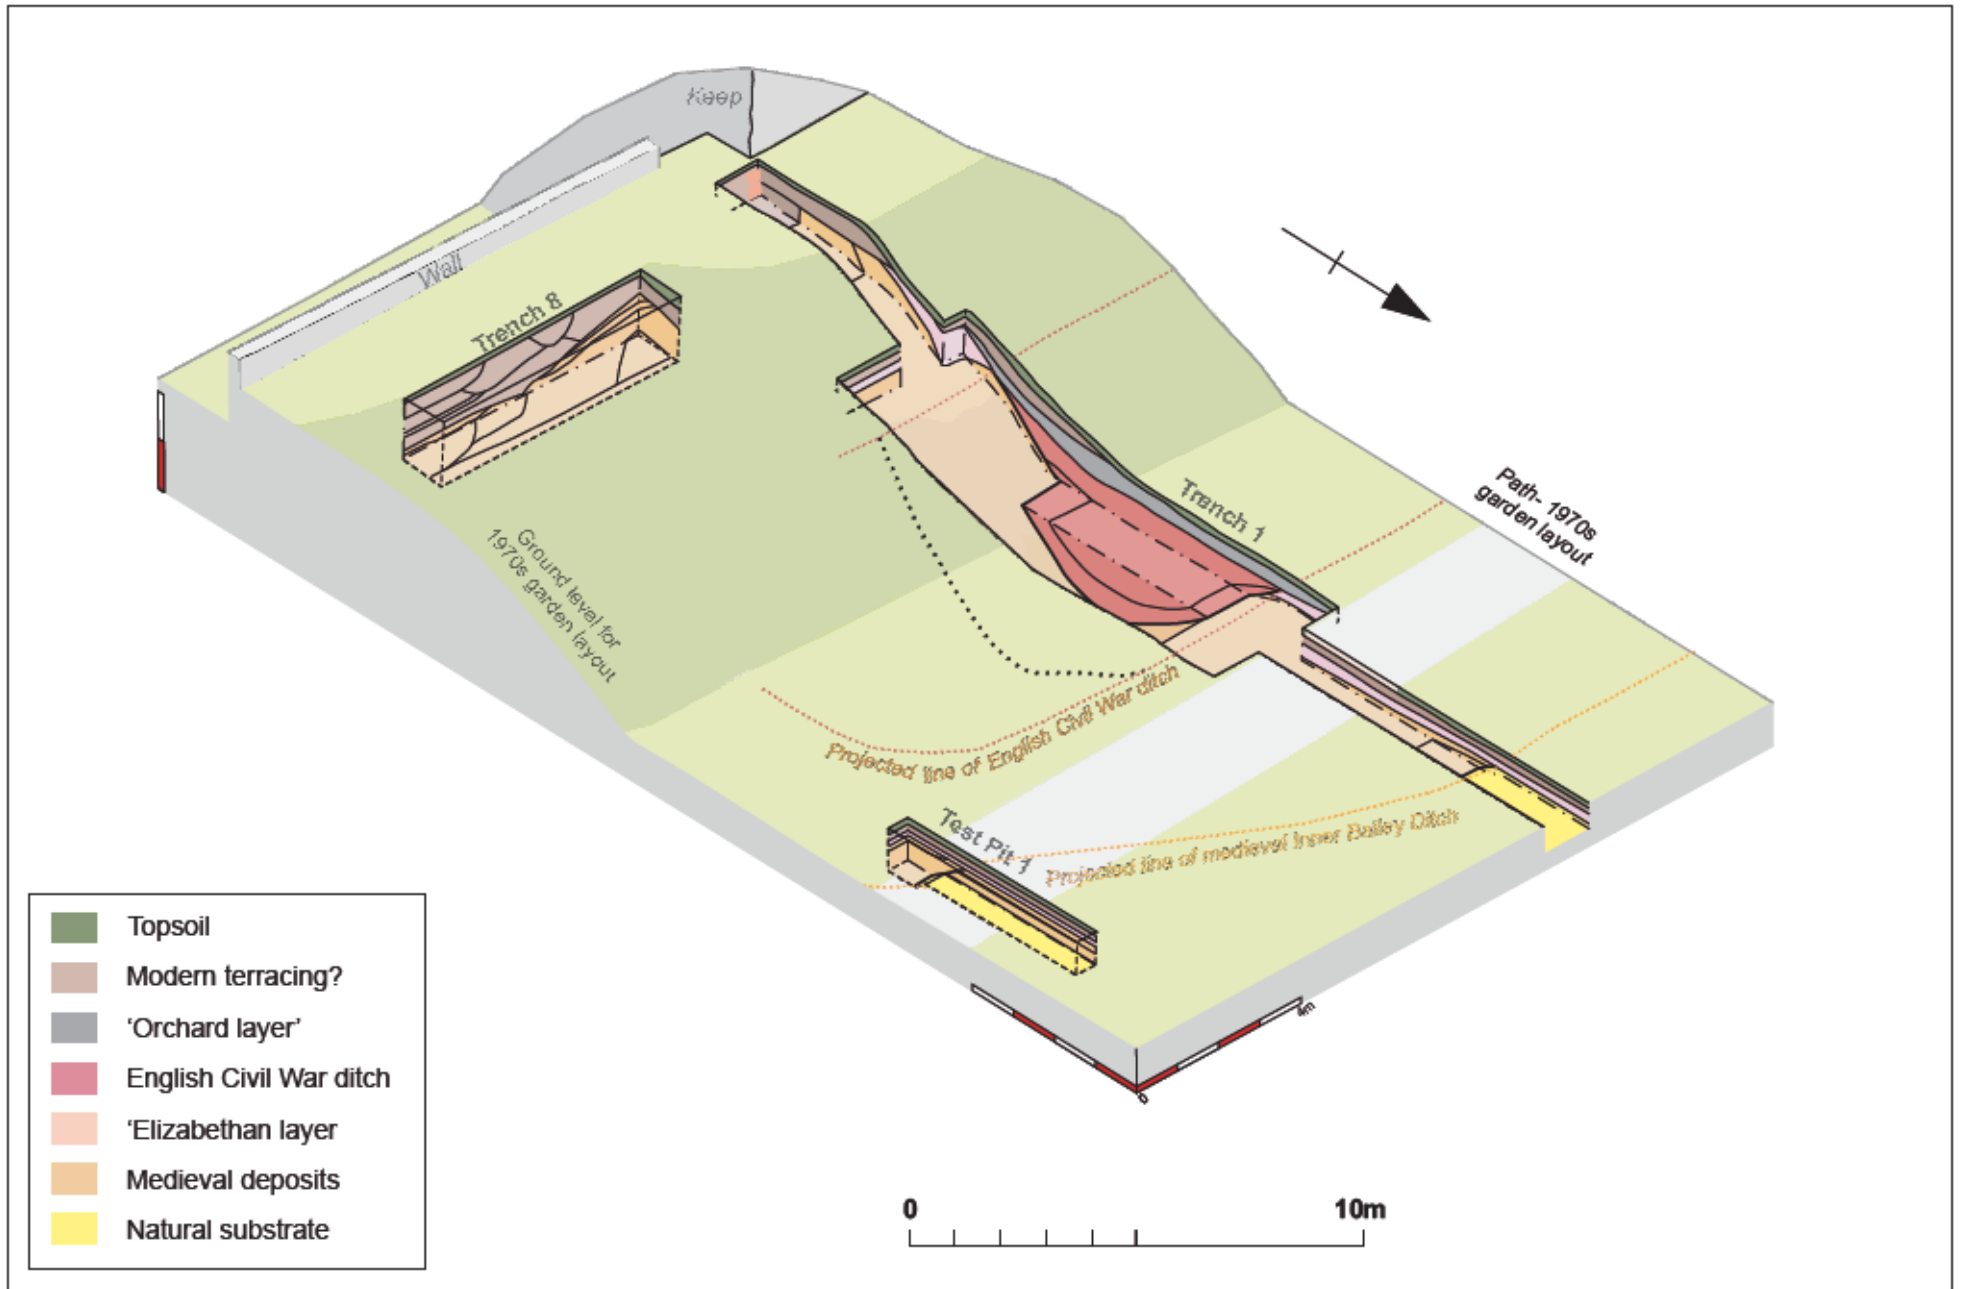 Keep
Wall
Trench 8
Ground level for
1970s garden layout
Trench 1
Path- 1970s
garden layout
Projected line of English Civil War ditch
Test Pit 1
Projected line of medieval Inner Bailey Ditch
4m
0
Topsoil
Modern terracing?
‘Orchard layer’
English Civil War ditch
‘Elizabethan layer
Medieval deposits
Natural substrate
0 10m